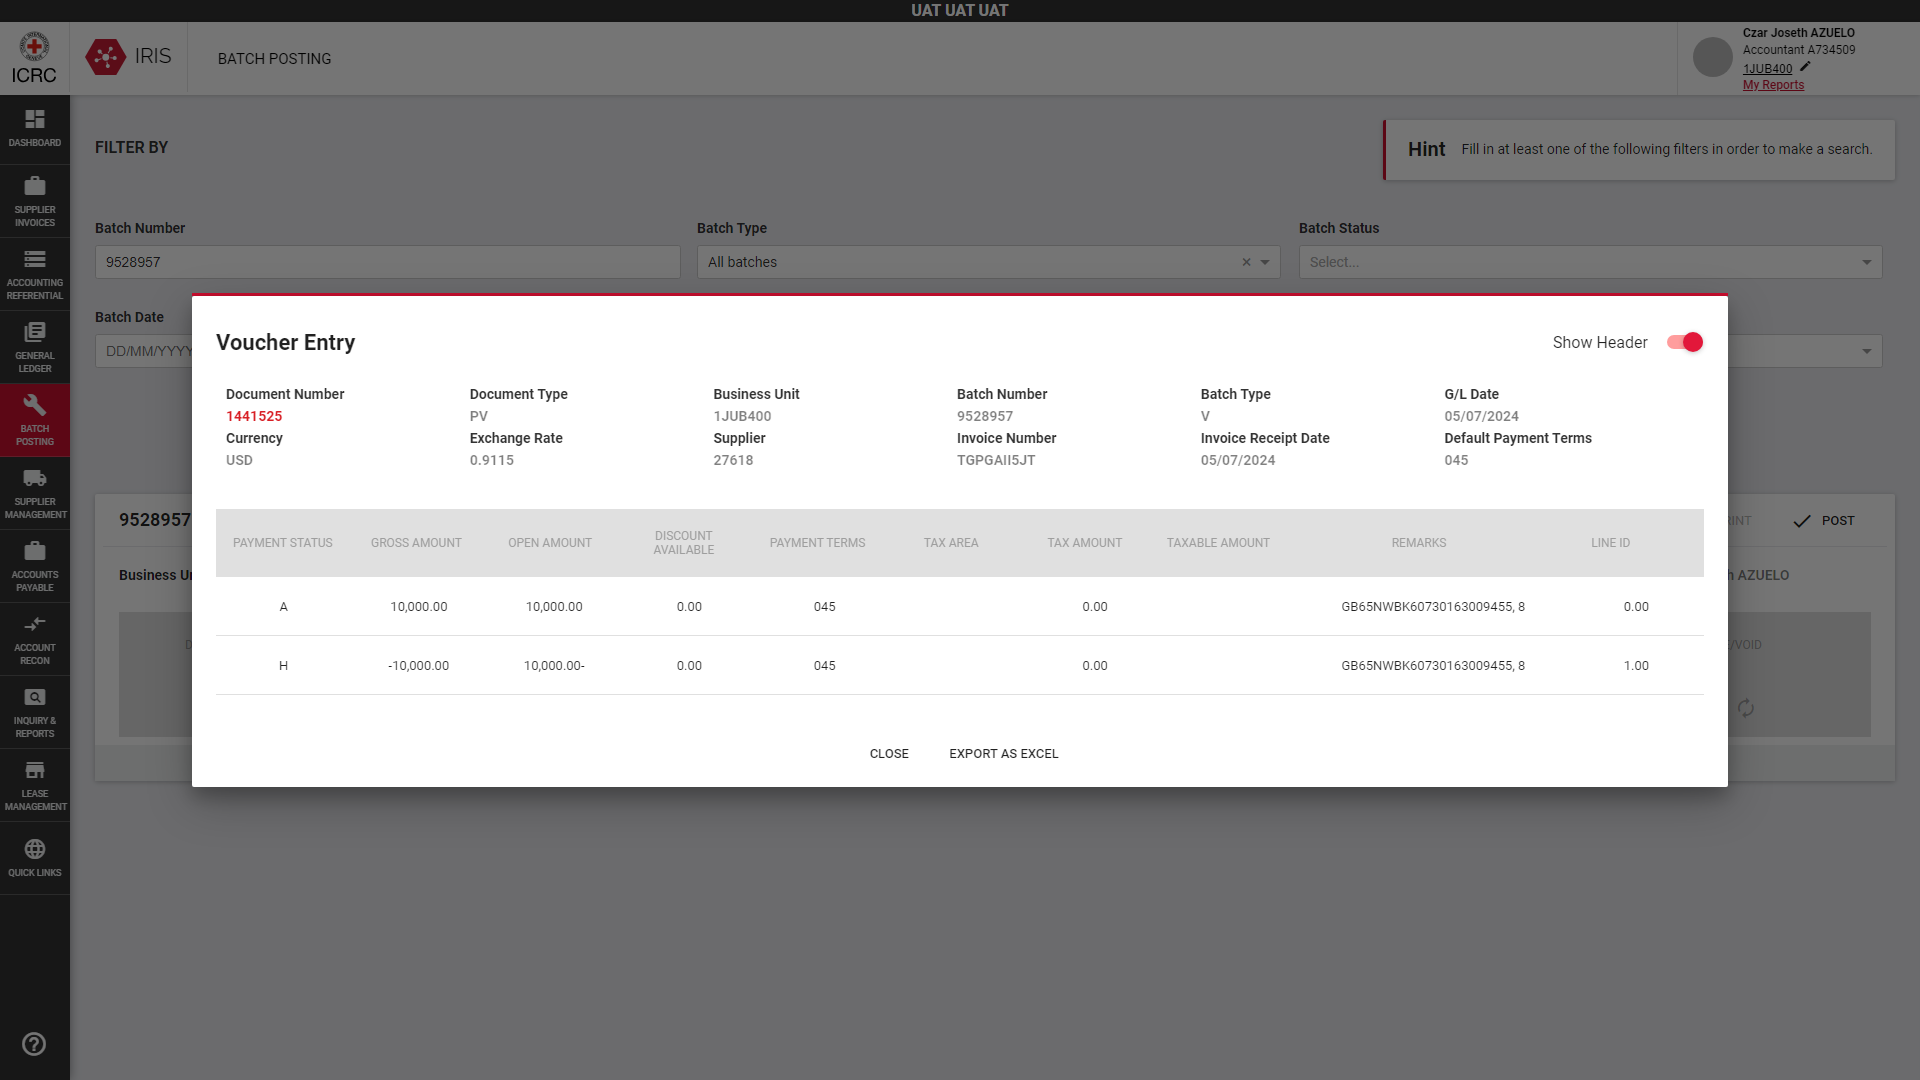 UAT UAT UAT
ICRC
IRIS
BATCH POSTING
Czar Joseth AZUELO
Accountant A734509
1JUB400
My Reports
DASHBOARD
SUPPLIER
INVOICES
ACCOUNTING
REFERENTIAL
GENERAL
LEDGER
BATCH
POSTING
SUPPLIER
MANAGEMENT
ACCOUNTS
PAYABLE
ACCOUNT
RECON
INQUIRY &
REPORTS
LEASE
MANAGEMENT
QUICK LINKS
FILTER BY
Hint Fill in at least one of the following filters in order to make a search.
Batch Number Batch Type Batch Status
9528957 All batches Select...
Batch Date
DD/MM/YYYY
9528957
POST
Business
AZUELO
/VOID
Voucher Entry
Show Header
Document Number Document Type Business Unit Batch Number Batch Type G/L Date
1441525 PV 1JUB400 9528957 V 05/07/2024
Currency Exchange Rate Supplier Invoice Number Invoice Receipt Date Default Payment Terms
USD 0.9115 27618 TGPGAII5JT 05/07/2024 045
PAYMENT STATUS GROSS AMOUNT OPEN AMOUNT DISCOUNT AVAILABLE PAYMENT TERMS TAX AREA TAX AMOUNT TAXABLE AMOUNT REMARKS LINE ID
A 10,000.00 10,000.00 0.00 045 0.00 GB65NWBK60730163009455, 8 0.00
H -10,000.00 10,000.00- 0.00 045 0.00 GB65NWBK60730163009455, 8 1.00
CLOSE EXPORT AS EXCEL